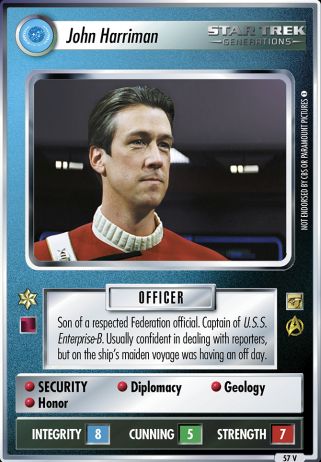 John Harriman
STAR TREK
GENERATIONS
NOT ENDORSED BY CBS OR PARAMOUNT PICTURES
OFFICER
Son of a respected Federation official. Captain of U.S.S.
Enterprise-B. Usually confident in dealing with reporters,
but on the ship's maiden voyage was having an off day.
SECURITY Diplomacy Geology
Honor
INTEGRITY 8 CUNNING 5 STRENGTH 7
57 V